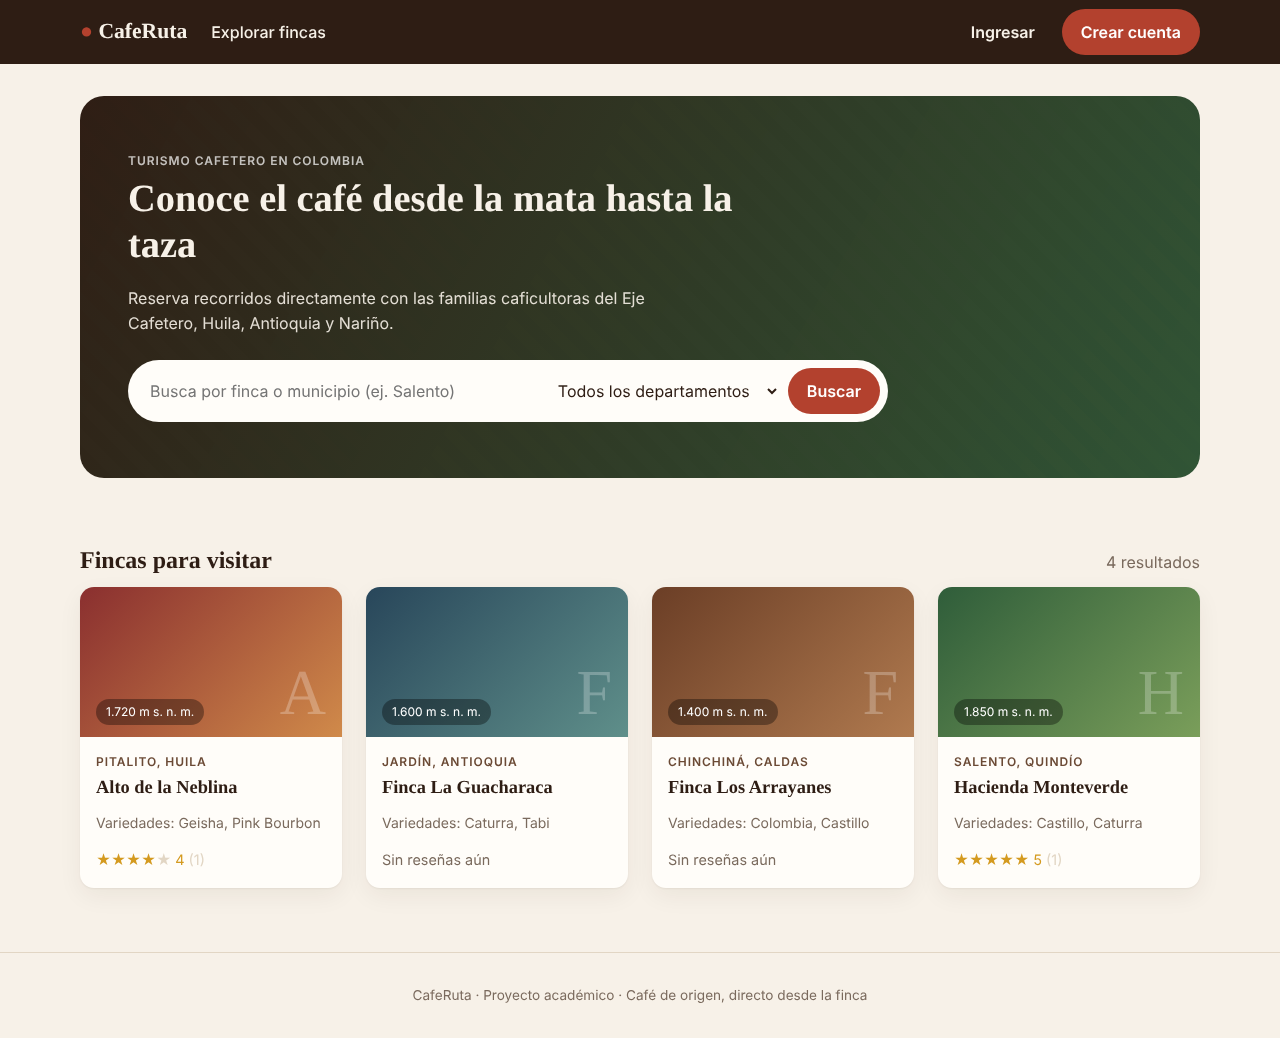 CafeRuta
Explorar fincas
Ingresar
Crear cuenta
TURISMO CAFETERO EN COLOMBIA
Conoce el café desde la mata hasta la
taza
Reserva recorridos directamente con las familias caficultoras del Eje
Cafetero, Huila, Antioquia y Nariño.
Busca por finca o municipio (ej. Salento)
Todos los departamentos
Buscar
Fincas para visitar
4 resultados
A
1.720 m s. n. m.
PITALITO, HUILA
Alto de la Neblina
Variedades: Geisha, Pink Bourbon
★★★★★ 4 (1)
F
1.600 m s. n. m.
JARDÍN, ANTIOQUIA
Finca La Guacharaca
Variedades: Caturra, Tabi
Sin reseñas aún
F
1.400 m s. n. m.
CHINCHINÁ, CALDAS
Finca Los Arrayanes
Variedades: Colombia, Castillo
Sin reseñas aún
H
1.850 m s. n. m.
SALENTO, QUINDÍO
Hacienda Monteverde
Variedades: Castillo, Caturra
★★★★★ 5 (1)
CafeRuta · Proyecto académico · Café de origen, directo desde la finca